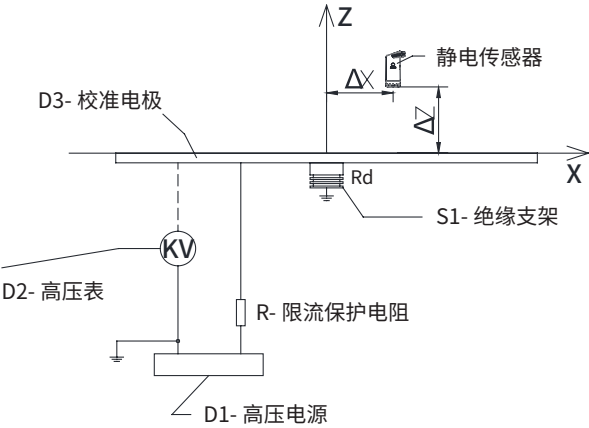 Z
静电传感器
ΔX
D3- 校准电极
ΔZ
X
Rd
S1- 绝缘支架
KV
D2- 高压表
R- 限流保护电阻
D1- 高压电源